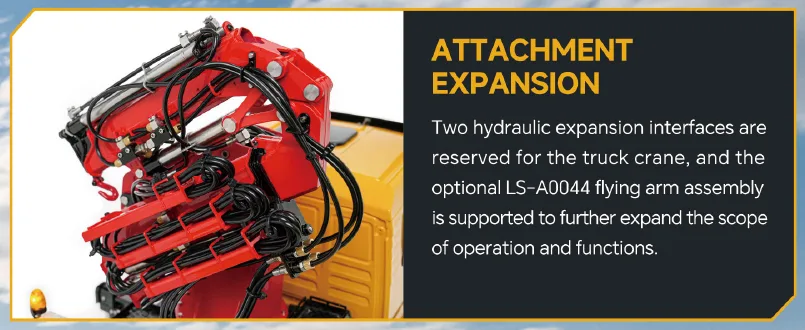 ATTACHMENT
EXPANSION
Two hydraulic expansion interfaces are
reserved for the truck crane, and the
optional LS-A0044 flying arm assembly
is supported to further expand the scope
of operation and functions.